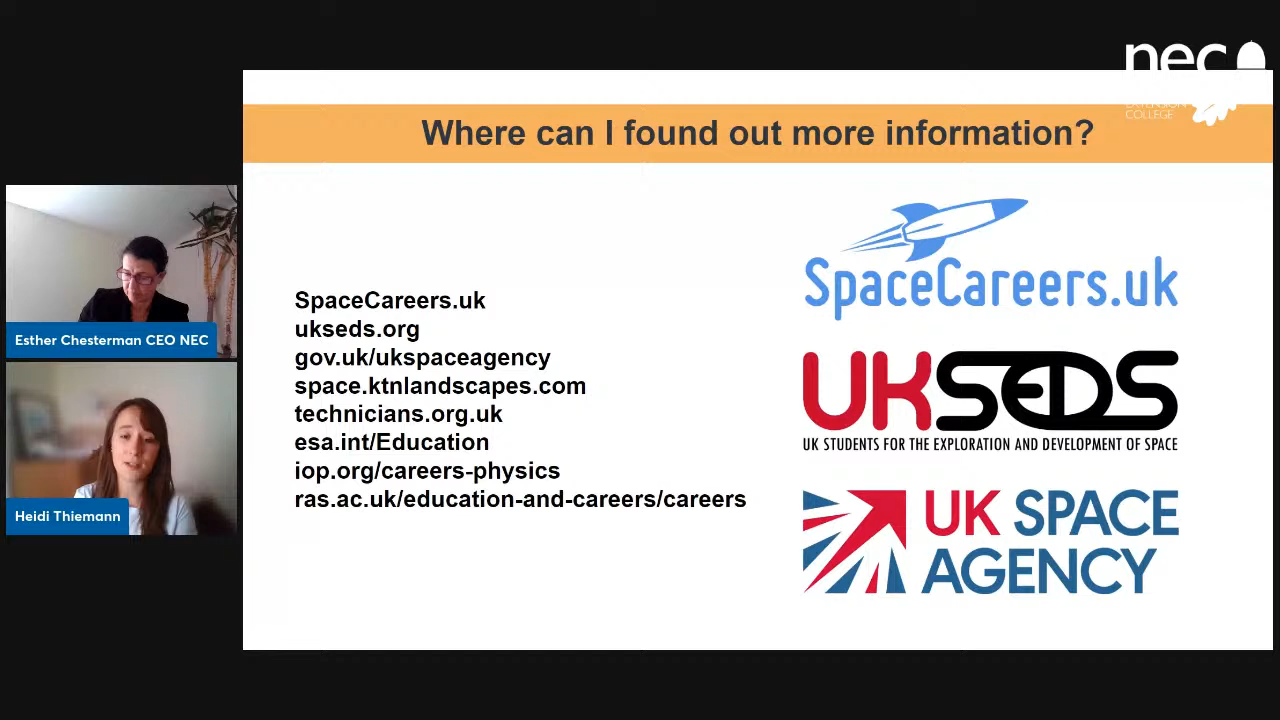 nec
EXTENSION
COLLEGE
Where can I found out more information?
SpaceCareers.uk
ukseds.org
gov.uk/ukspaceagency
space.ktnlandscapes.com
technicians.org.uk
esa.int/Education
iop.org/careers-physics
ras.ac.uk/education-and-careers/careers
SpaceCareers.uk
UKSEDS
UK STUDENTS FOR THE EXPLORATION AND DEVELOPMENT OF SPACE
UK SPACE
AGENCY
Esther Chesterman CEO NEC
Heidi Thiemann